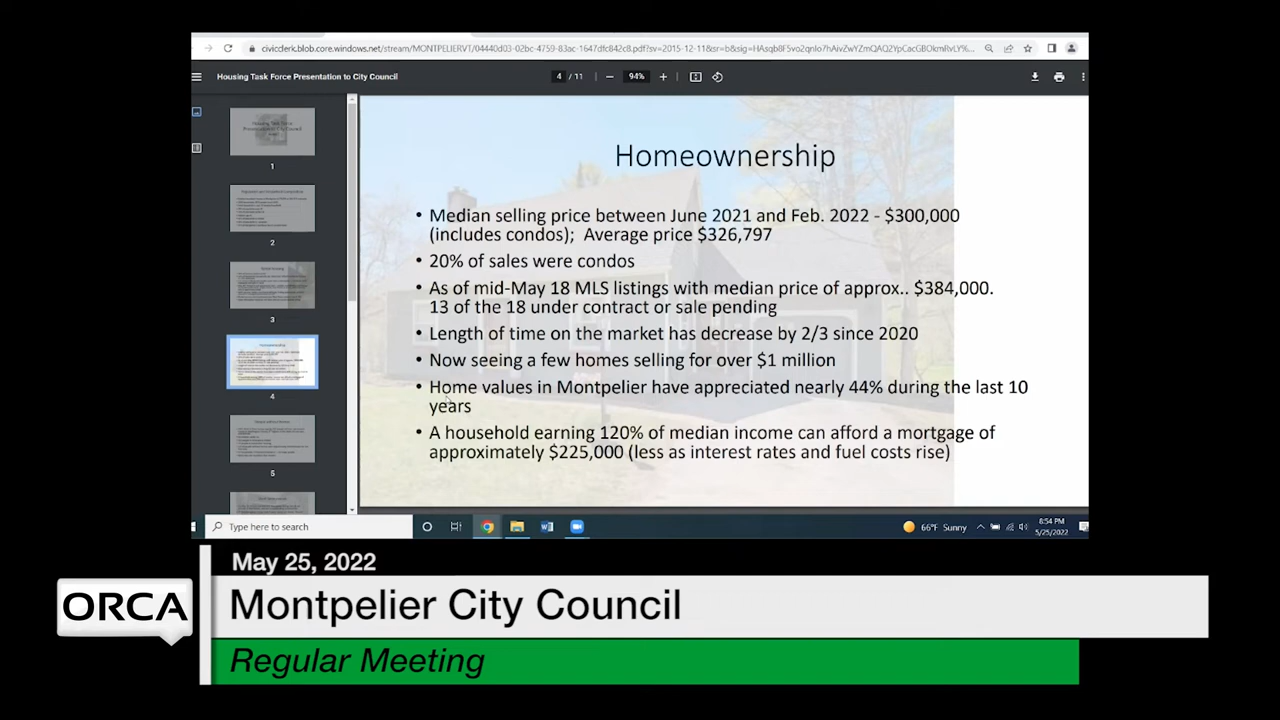 Housing Task Force Presentation to City Council
4 / 11
94%
1
2
3
4
5
Homeownership
• Median selling price between June 2021 and Feb. 2022 - $300,000
(includes condos);  Average price $326,797
• 20% of sales were condos
• As of mid-May 18 MLS listings with median price of approx.. $384,000.
13 of the 18 under contract or sale pending
• Length of time on the market has decrease by 2/3 since 2020
• Now seeing a few homes selling for over $1 million
• Home values in Montpelier have appreciated nearly 44% during the last 10
years
• A household earning 120% of median income can afford a mortgage of
approximately $225,000 (less as interest rates and fuel costs rise)
Type here to search
66°F Sunny
8:54 PM
5/25/2022
May 25, 2022
ORCA
Montpelier City Council
Regular Meeting